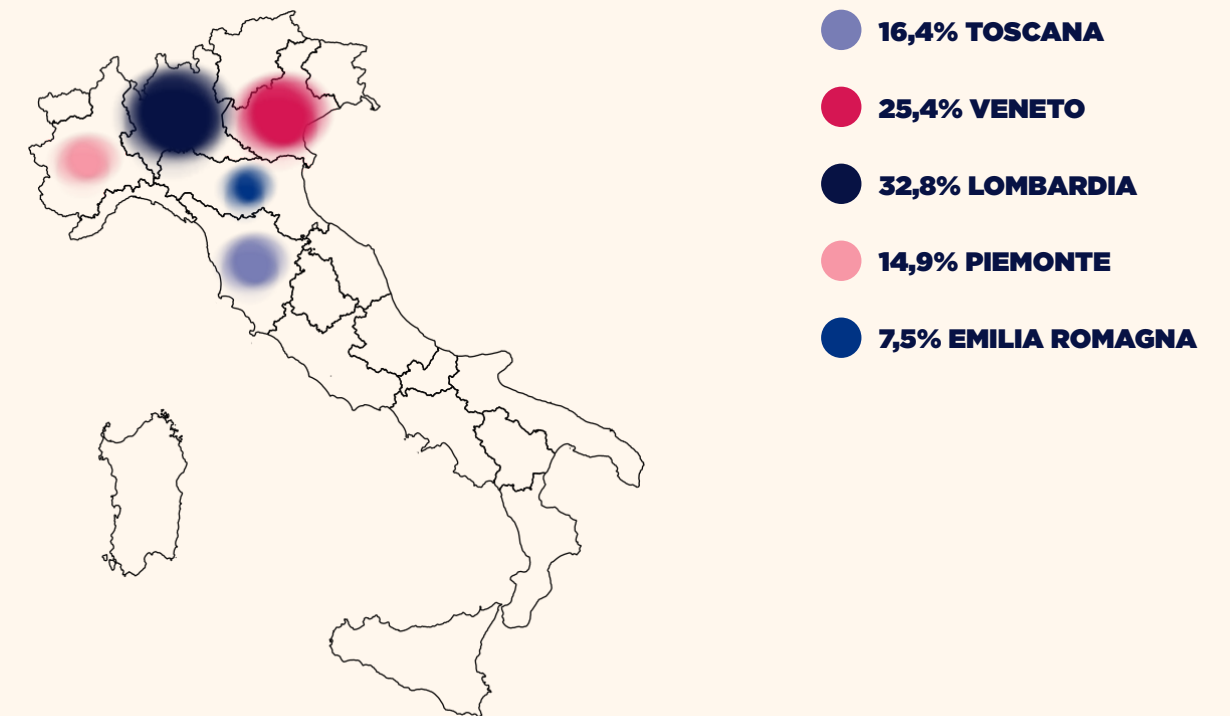 16,4% TOSCANA
25,4% VENETO
32,8% LOMBARDIA
14,9% PIEMONTE
7,5% EMILIA ROMAGNA